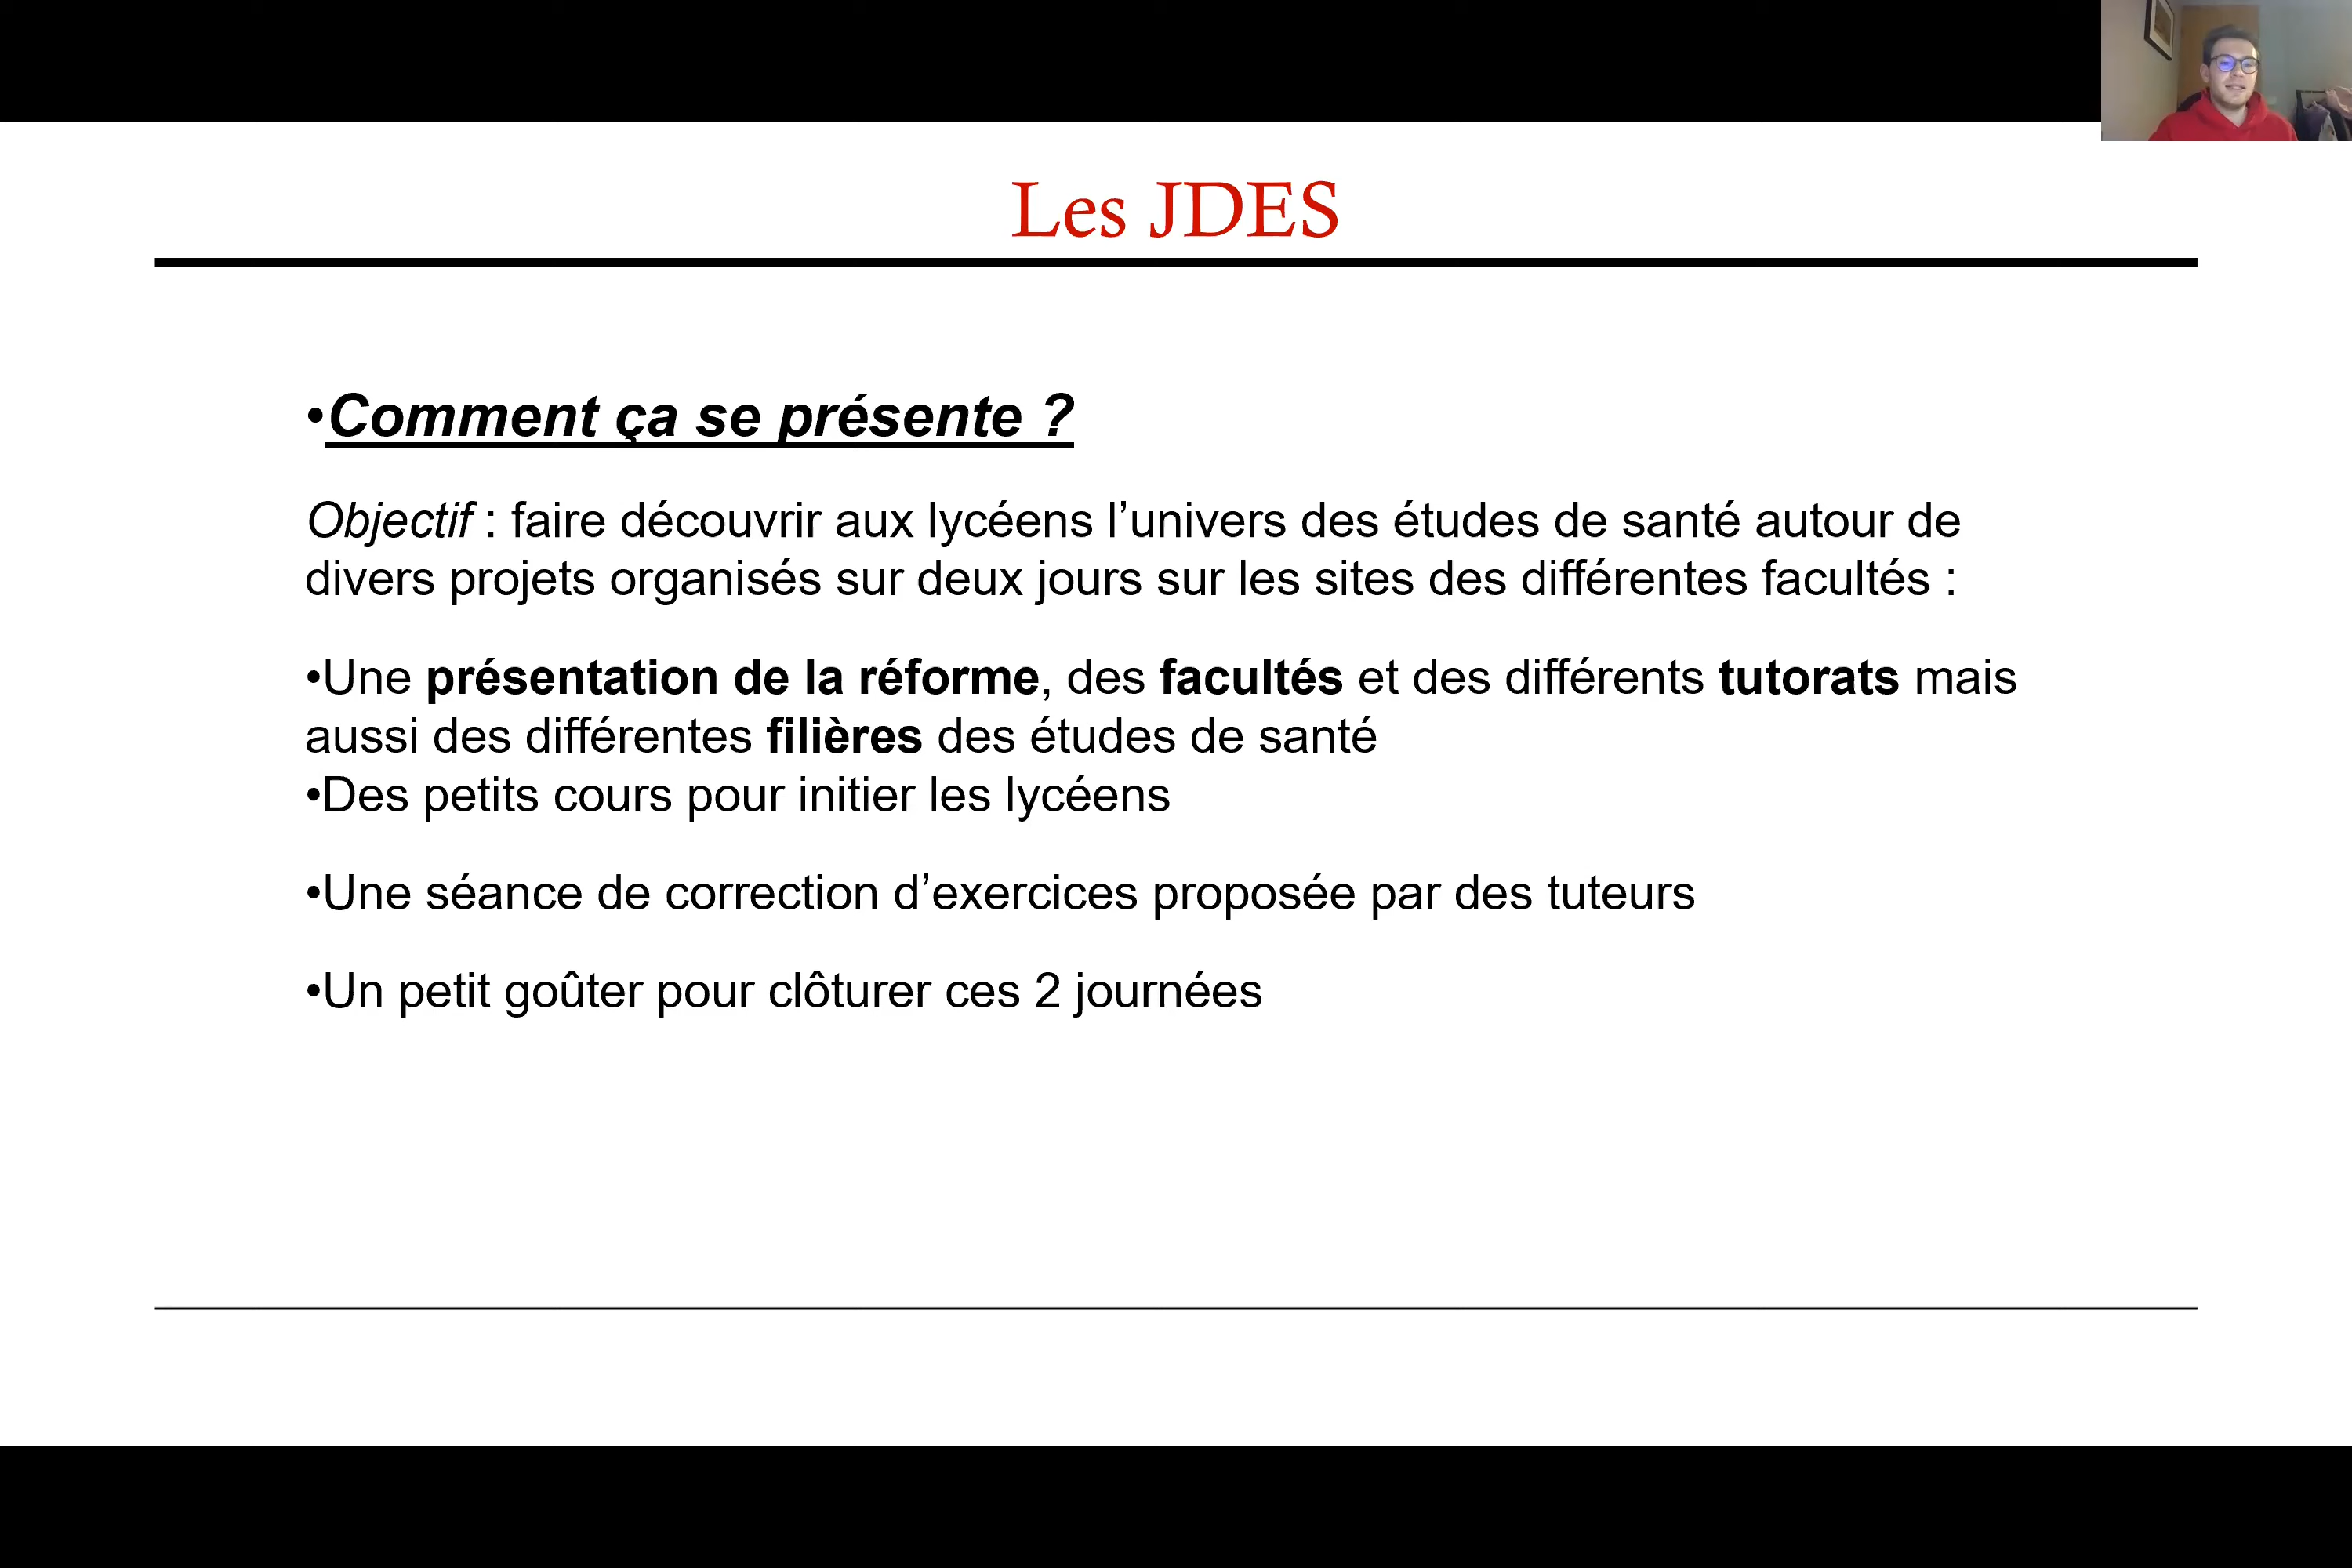 Les JDES
•Comment ça se présente ?
Objectif : faire découvrir aux lycéens l’univers des études de santé autour de
divers projets organisés sur deux jours sur les sites des différentes facultés :
•Une présentation de la réforme, des facultés et des différents tutorats mais
aussi des différentes filières des études de santé
•Des petits cours pour initier les lycéens
•Une séance de correction d’exercices proposée par des tuteurs
•Un petit goûter pour clôturer ces 2 journées